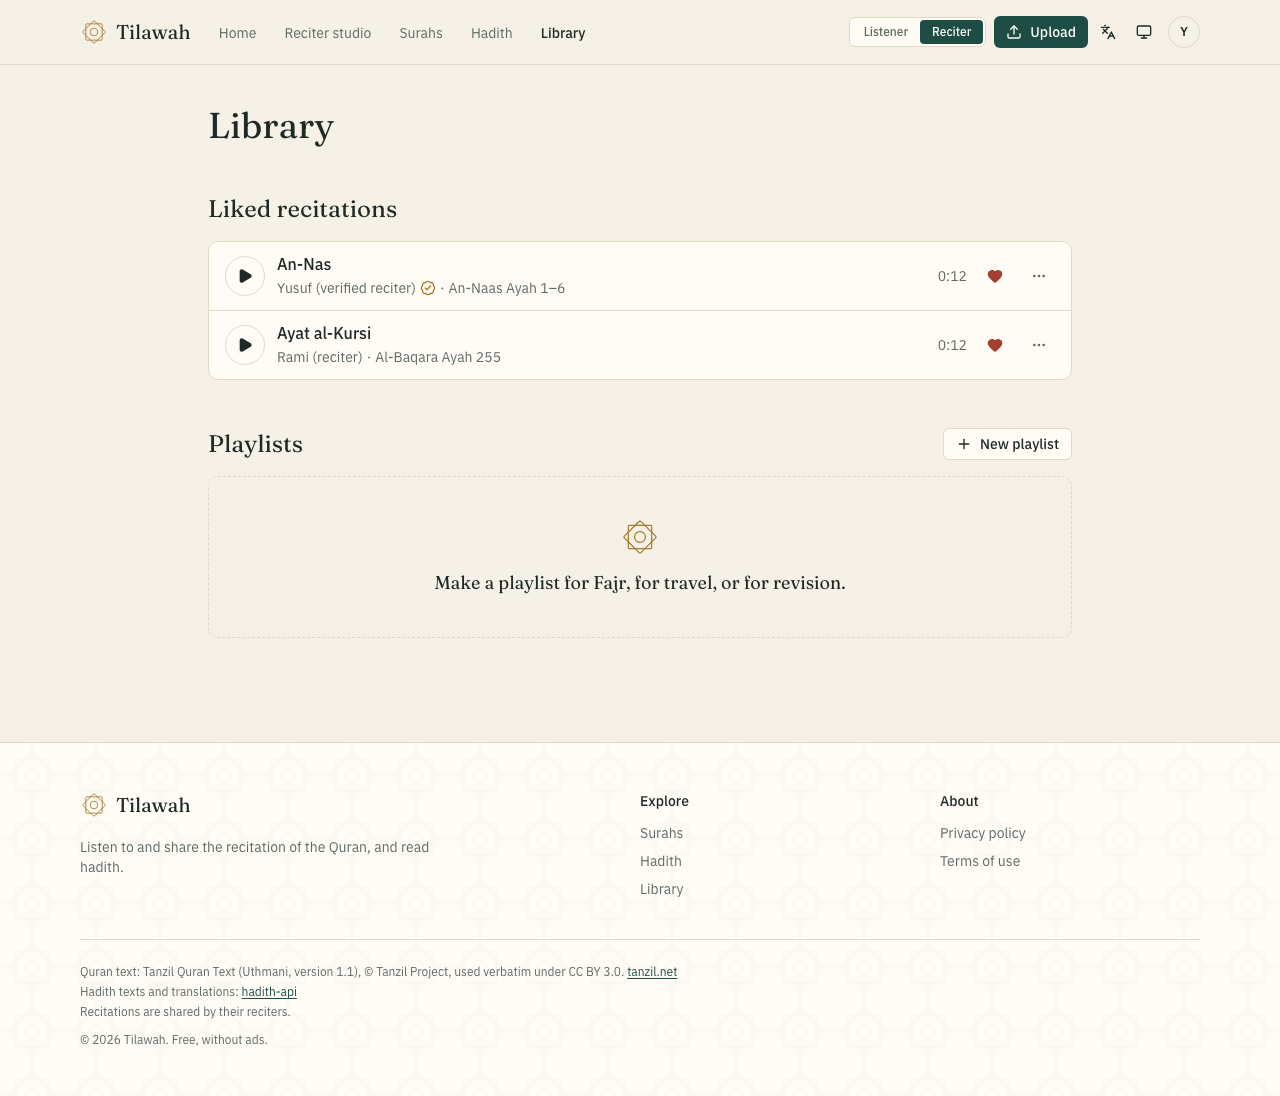 Tilawah
Home
Reciter studio
Surahs
Hadith
Library
Listener
Reciter
Upload
Y
Library
Liked recitations
An-Nas
Yusuf (verified reciter) · An-Naas Ayah 1–6
0:12
Ayat al-Kursi
Rami (reciter) · Al-Baqara Ayah 255
0:12
Playlists
New playlist
Make a playlist for Fajr, for travel, or for revision.
Tilawah
Listen to and share the recitation of the Quran, and read
hadith.
Explore
Surahs
Hadith
Library
About
Privacy policy
Terms of use
Quran text: Tanzil Quran Text (Uthmani, version 1.1), © Tanzil Project, used verbatim under CC BY 3.0. tanzil.net
Hadith texts and translations: hadith-api
Recitations are shared by their reciters.
© 2026 Tilawah. Free, without ads.